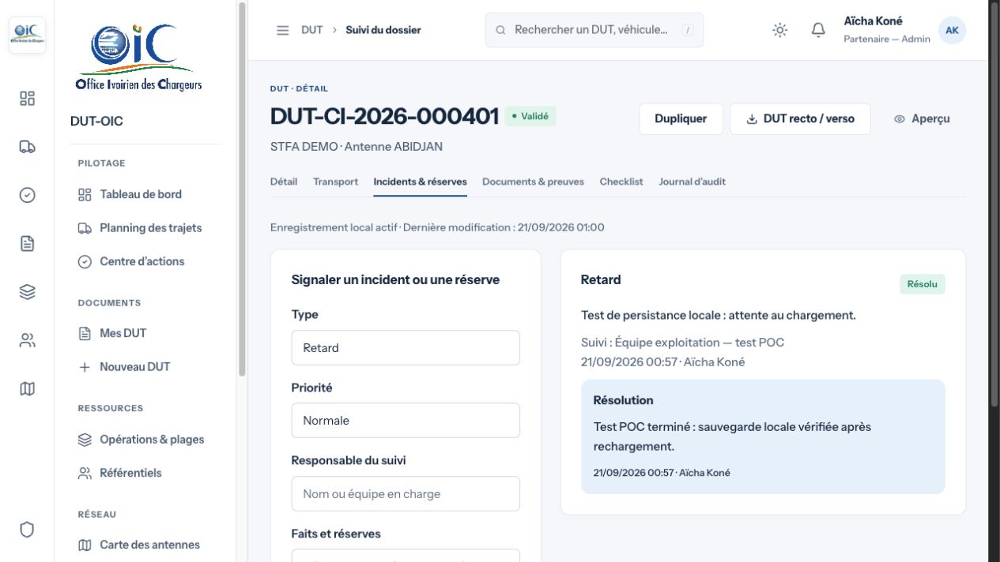 OiC
Office Ivoirien des Chargeurs
DUT-OIC
PILOTAGE
Tableau de bord
Planning des trajets
Centre d’actions
DOCUMENTS
Mes DUT
Nouveau DUT
RESSOURCES
Opérations & plages
Référentiels
RÉSEAU
Carte des antennes
DUT > Suivi du dossier
Rechercher un DUT, véhicule... /
Aïcha Koné
Partenaire — Admin
AK
DUT · DÉTAIL
DUT-CI-2026-000401
Validé
STFA DEMO · Antenne ABIDJAN
Dupliquer
DUT recto / verso
Aperçu
Détail Transport Incidents & réserves Documents & preuves Checklist Journal d’audit
Enregistrement local actif · Dernière modification : 21/09/2026 01:00
Signaler un incident ou une réserve
Type
Retard
Priorité
Normale
Responsable du suivi
Nom ou équipe en charge
Faits et réserves
Retard
Résolu
Test de persistance locale : attente au chargement.
Suivi : Équipe exploitation — test POC
21/09/2026 00:57 · Aïcha Koné
Résolution
Test POC terminé : sauvegarde locale vérifiée après
rechargement.
21/09/2026 00:57 · Aïcha Koné